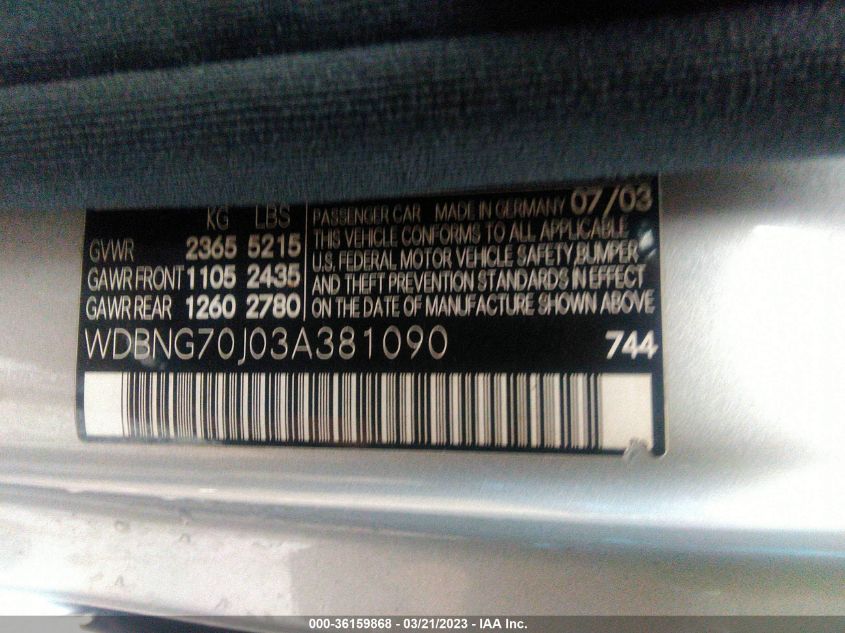 KG LBS
GVWR 2365 5215
GAWR FRONT 1105 2435
GAWR REAR 1260 2780
PASSENGER CAR MADE IN GERMANY 07/03
THIS VEHICLE CONFORMS TO ALL APPLICABLE
U.S. FEDERAL MOTOR VEHICLE SAFETY, BUMPER
AND THEFT PREVENTION STANDARDS IN EFFECT
ON THE DATE OF MANUFACTURE SHOWN ABOVE
WDBNG70J03A381090 744
000-36159868 - 03/21/2023 - IAA Inc.